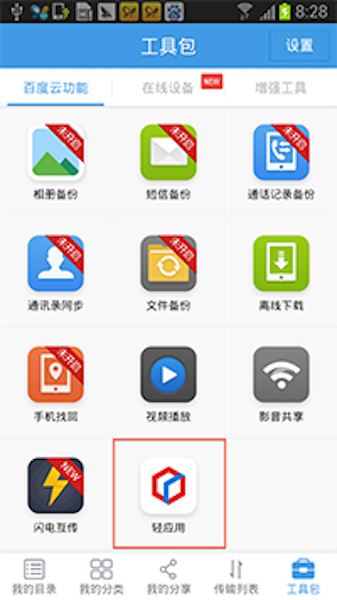 8:28
工具包
设置
百度云功能
在线设备
NEW
增强工具
未开启
未开启
未开启
相册备份
短信备份
通话记录备份
未开启
未开启
通讯录同步
文件备份
离线下载
未开启
手机找回
视频播放
影音共享
NEW
闪电互传
轻应用
我的目录
我的分类
我的分享
传输列表
工具包